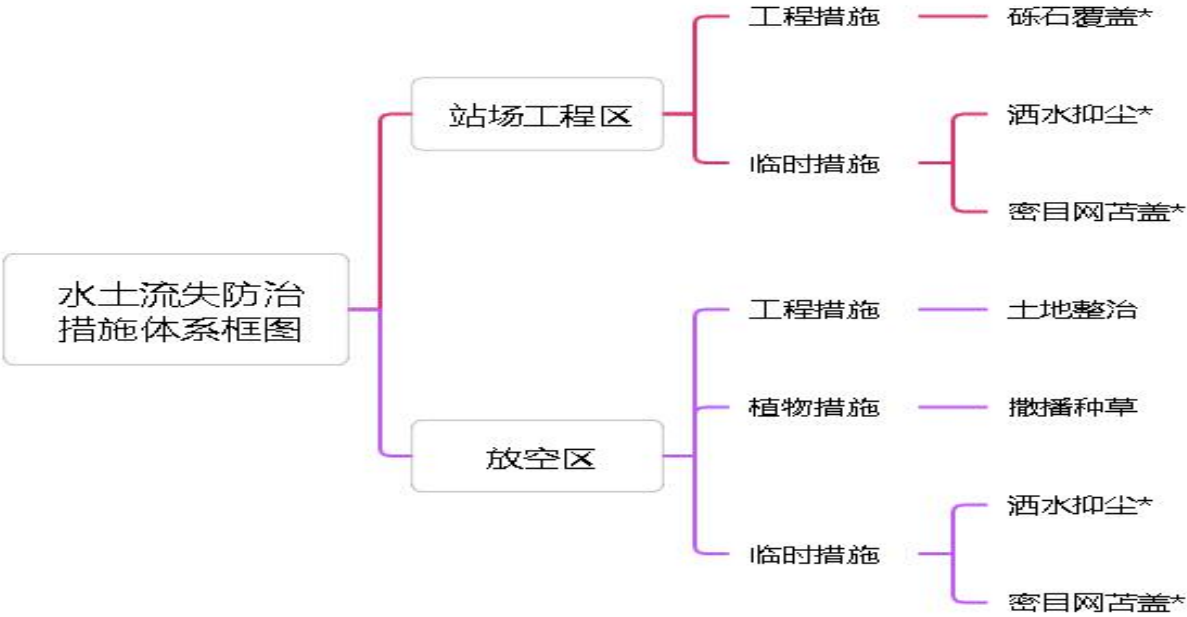 水土流失防治
措施体系框图
站场工程区
工程措施
砾石覆盖*
临时措施
洒水抑尘*
密目网苫盖*
放空区
工程措施
土地整治
植物措施
撒播种草
临时措施
洒水抑尘*
密目网苫盖*